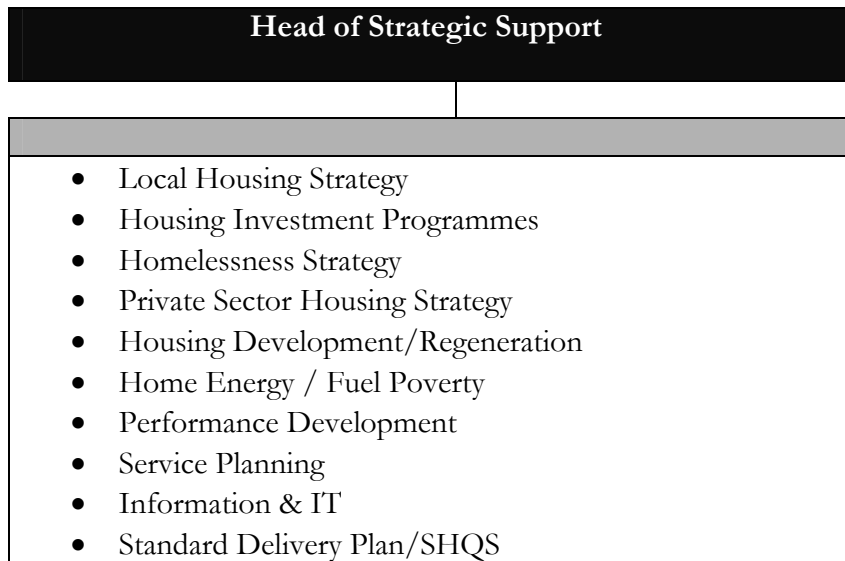 Head of Strategic Support
• Local Housing Strategy
• Housing Investment Programmes
• Homelessness Strategy
• Private Sector Housing Strategy
• Housing Development/Regeneration
• Home Energy / Fuel Poverty
• Performance Development
• Service Planning
• Information & IT
• Standard Delivery Plan/SHQS